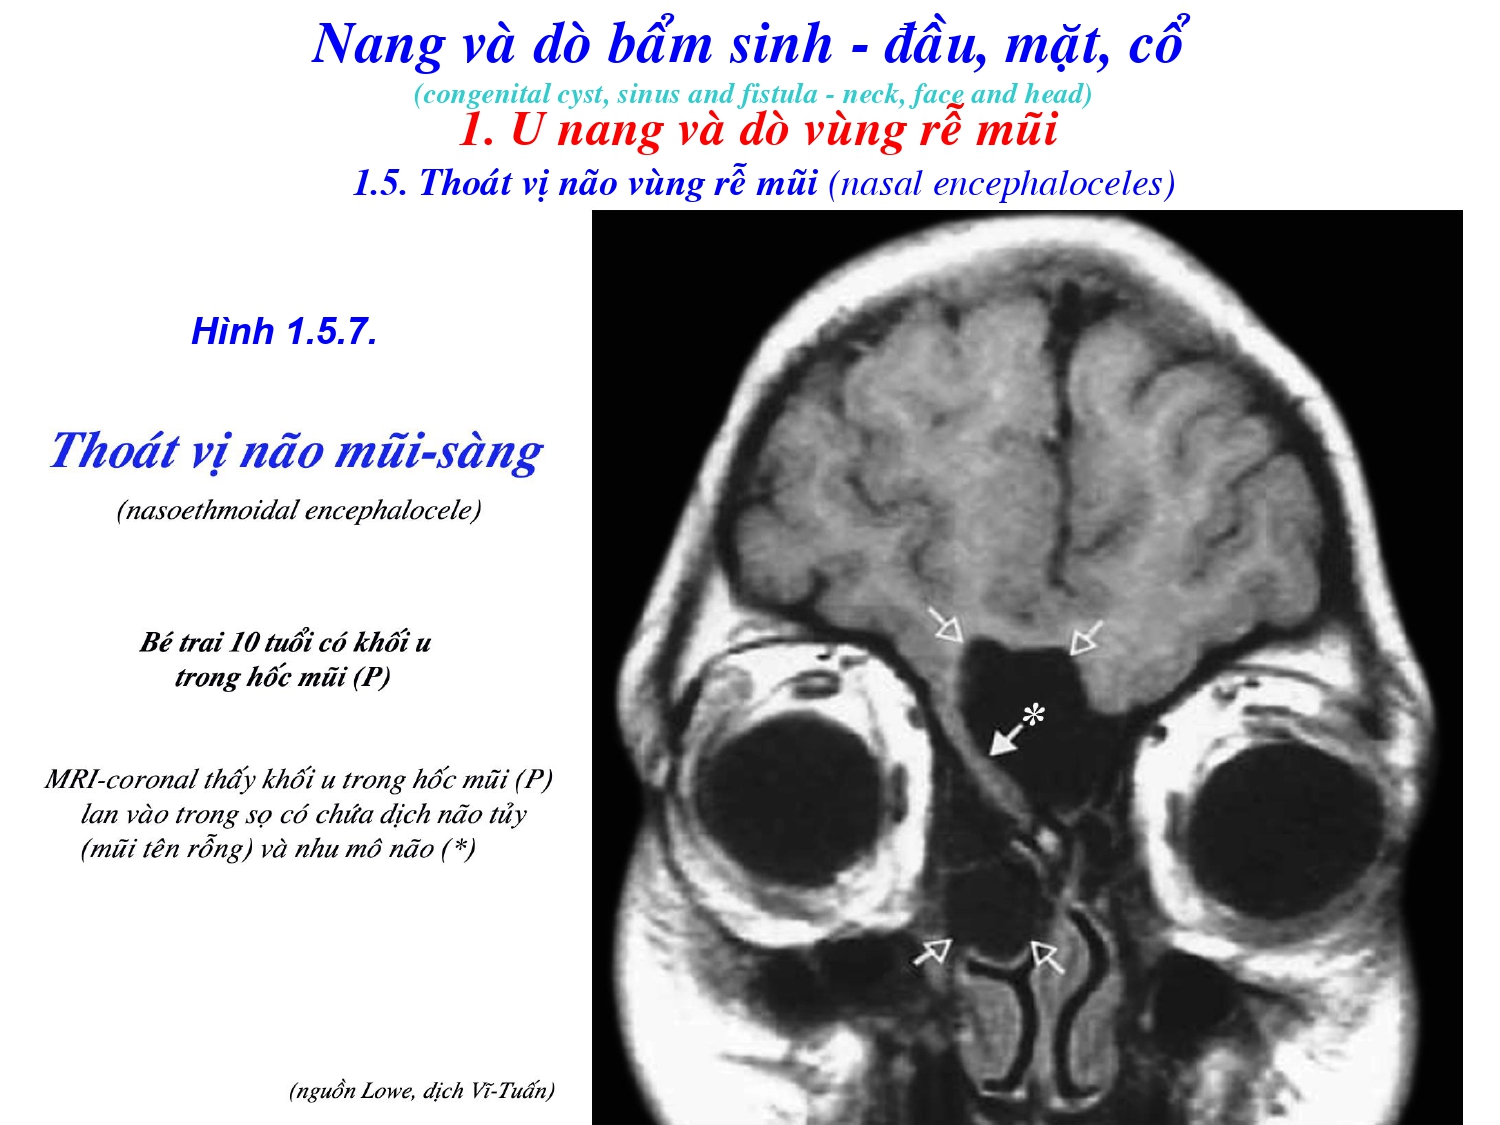 Nang và dò bẩm sinh - đầu, mặt, cổ
(congenital cyst, sinus and fistula - neck, face and head)
1. U nang và dò vùng rễ mũi
1.5. Thoát vị não vùng rễ mũi (nasal encephaloceles)
Hình 1.5.7.
Thoát vị não mũi-sàng
(nasoethmoidal encephalocele)
Bé trai 10 tuổi có khối u
trong hốc mũi (P)
MRI-coronal thấy khối u trong hốc mũi (P)
lan vào trong sọ có chứa dịch não tủy
(mũi tên rỗng) và nhu mô não (*)
(nguồn Lowe, dịch Vĩ-Tuấn)
*